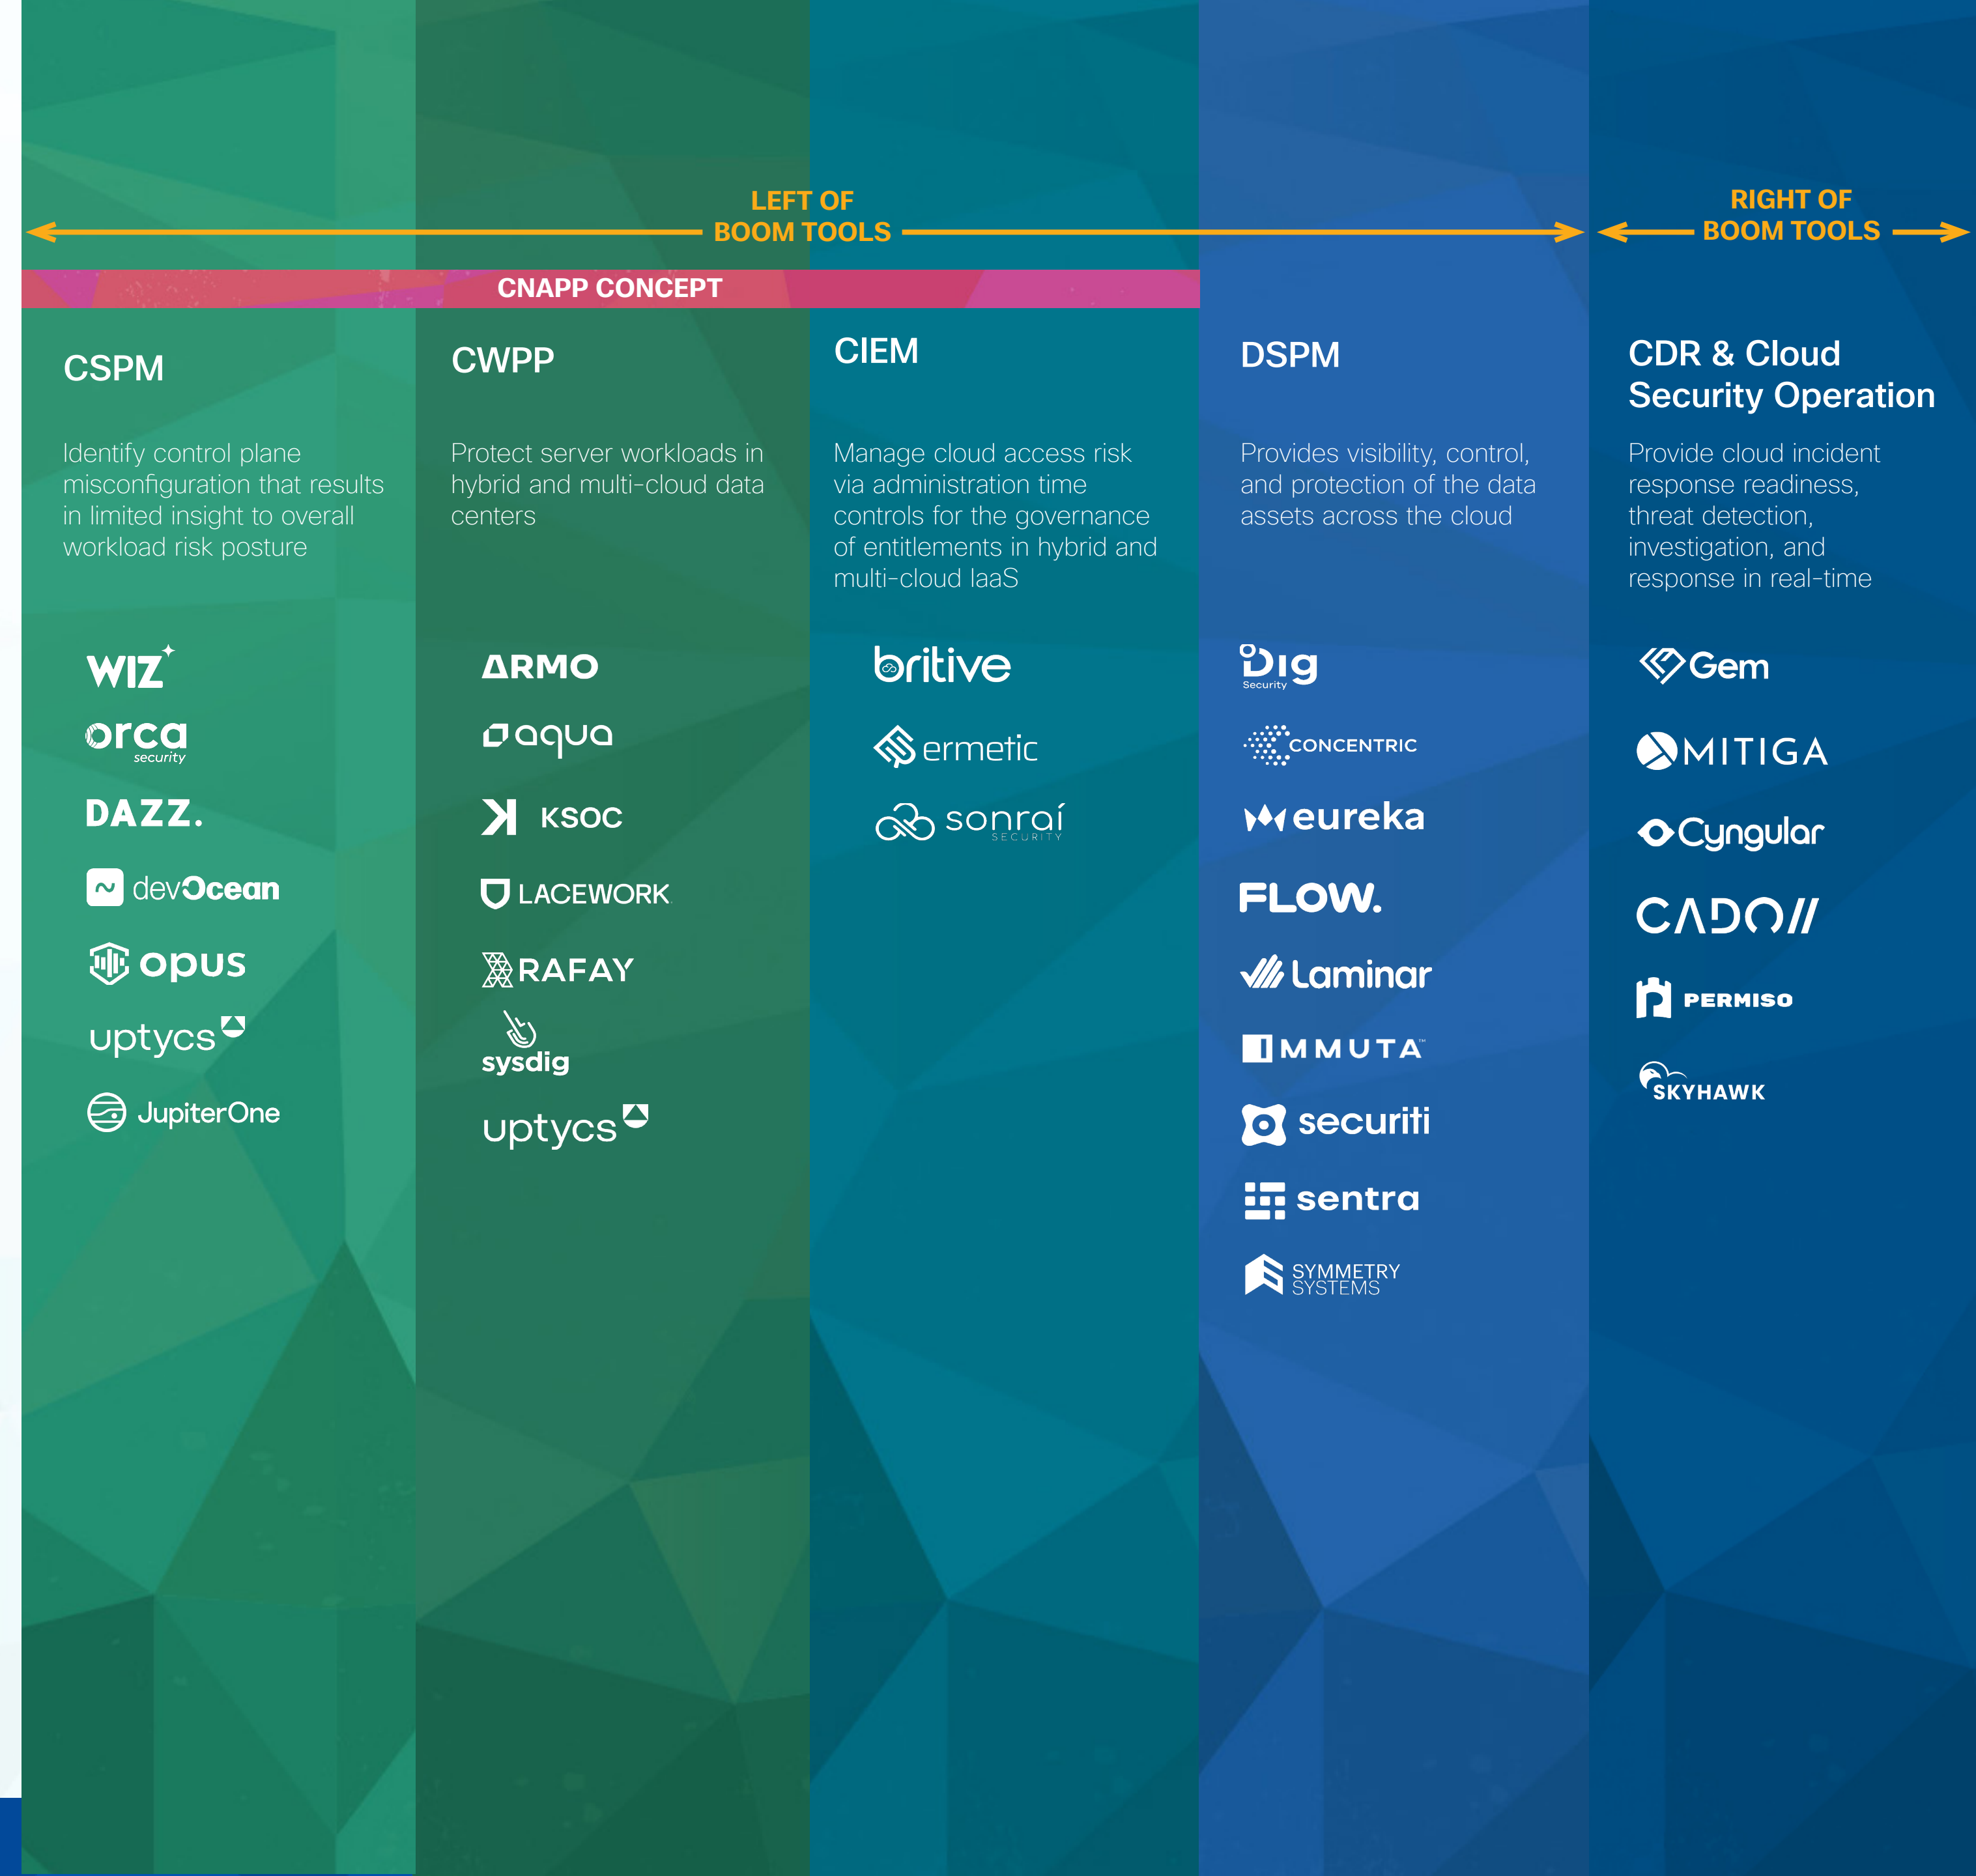 LEFT OF
BOOM TOOLS
RIGHT OF
BOOM TOOLS
CNAPP CONCEPT
CSPM
Identify control plane
misconfiguration that results
in limited insight to overall
workload risk posture
WIZ
orca
security
DAZZ.
devOcean
opus
uptycs
JupiterOne
CWPP
Protect server workloads in
hybrid and multi-cloud data
centers
ARMO
aqua
KSOC
LACEWORK
RAFAY
sysdig
uptycs
CIEM
Manage cloud access risk
via administration time
controls for the governance
of entitlements in hybrid and
multi-cloud IaaS
britive
ermetic
sonraí
SECURITY
DSPM
Provides visibility, control,
and protection of the data
assets across the cloud
Dig
Security
CONCENTRIC
eureka
FLOW.
Laminar
IMMUTA™
securiti
sentra
SYMMETRY
SYSTEMS
CDR & Cloud
Security Operation
Provide cloud incident
response readiness,
threat detection,
investigation, and
response in real-time
Gem
MITIGA
Cyngular
CADO//
PERMISO
SKYHAWK